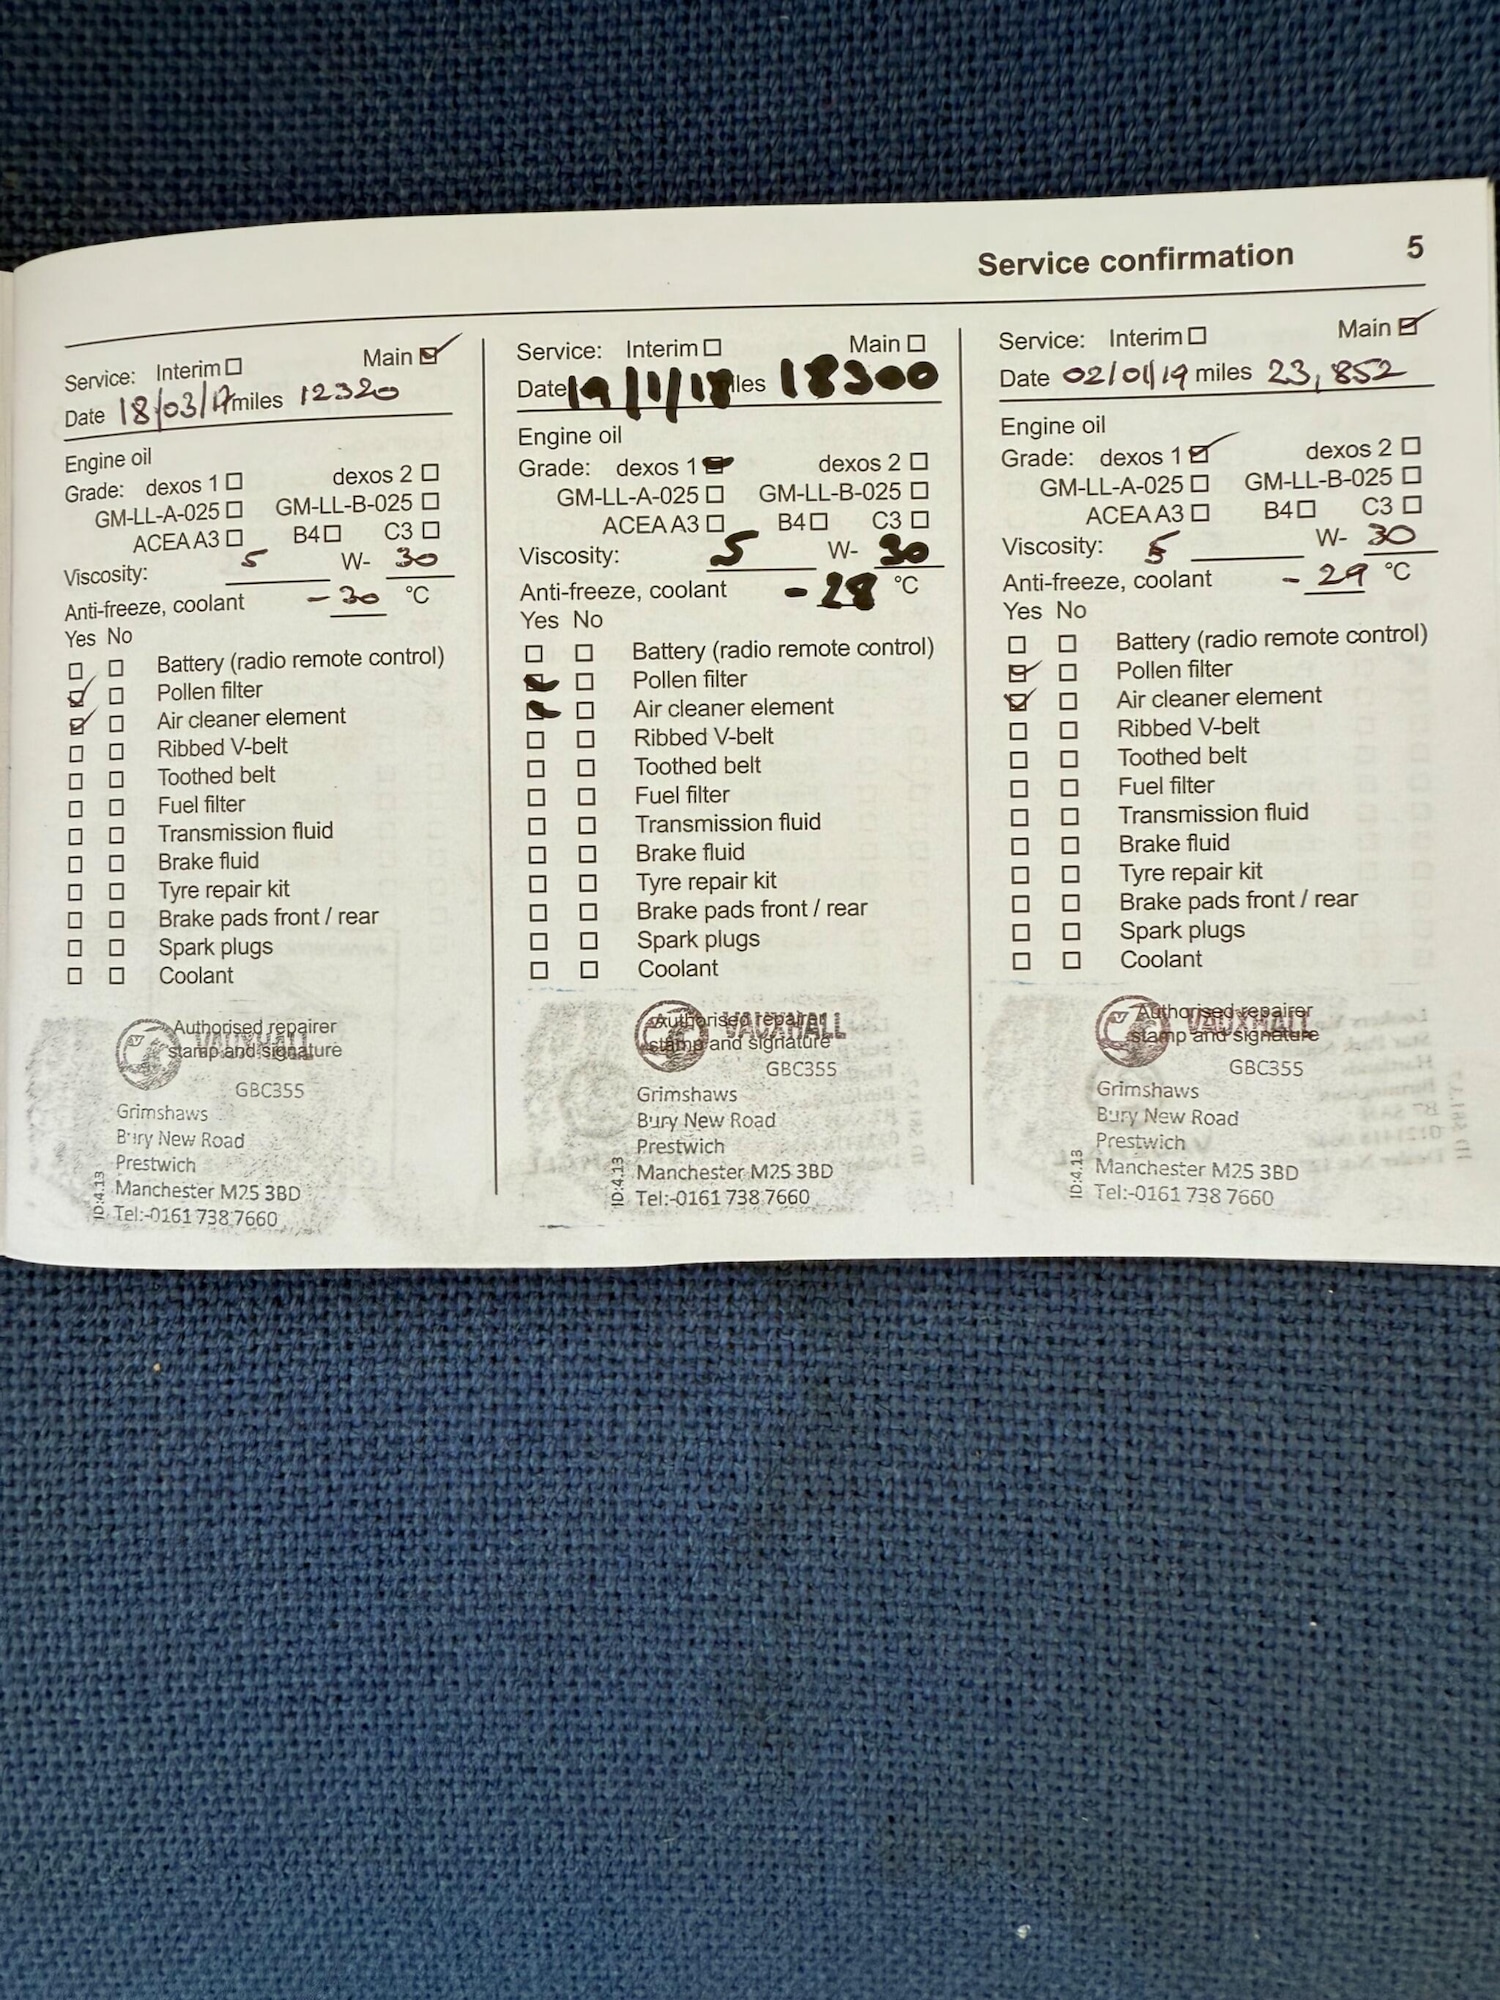 Service confirmation 5
Service: Interim Main
Date 18/03/17 miles 12320
Engine oil
Grade: dexos 1 dexos 2
GM-LL-A-025 GM-LL-B-025
ACEA A3 B4 C3
Viscosity: 5 W- 30
Anti-freeze, coolant -30 °C
Yes No
Battery (radio remote control)
Pollen filter
Air cleaner element
Ribbed V-belt
Toothed belt
Fuel filter
Transmission fluid
Brake fluid
Tyre repair kit
Brake pads front / rear
Spark plugs
Coolant
Authorised repairer
VAUXHALL
stamp and signature
GBC355
Grimshaws
Bury New Road
Prestwich
Manchester M25 3BD
Tel:-0161 738 7660
ID:4.13
Service: Interim Main
Date 19/1/18 miles 18300
Engine oil
Grade: dexos 1 dexos 2
GM-LL-A-025 GM-LL-B-025
ACEA A3 B4 C3
Viscosity: 5 W- 30
Anti-freeze, coolant -28 °C
Yes No
Battery (radio remote control)
Pollen filter
Air cleaner element
Ribbed V-belt
Toothed belt
Fuel filter
Transmission fluid
Brake fluid
Tyre repair kit
Brake pads front / rear
Spark plugs
Coolant
Authorised repairer
VAUXHALL
stamp and signature
GBC355
Grimshaws
Bury New Road
Prestwich
Manchester M25 3BD
Tel:-0161 738 7660
ID:4.13
Service: Interim Main
Date 02/01/19 miles 23,852
Engine oil
Grade: dexos 1 dexos 2
GM-LL-A-025 GM-LL-B-025
ACEA A3 B4 C3
Viscosity: 5 W- 30
Anti-freeze, coolant -29 °C
Yes No
Battery (radio remote control)
Pollen filter
Air cleaner element
Ribbed V-belt
Toothed belt
Fuel filter
Transmission fluid
Brake fluid
Tyre repair kit
Brake pads front / rear
Spark plugs
Coolant
Authorised repairer
VAUXHALL
stamp and signature
GBC355
Grimshaws
Bury New Road
Prestwich
Manchester M25 3BD
Tel:-0161 738 7660
ID:4.13